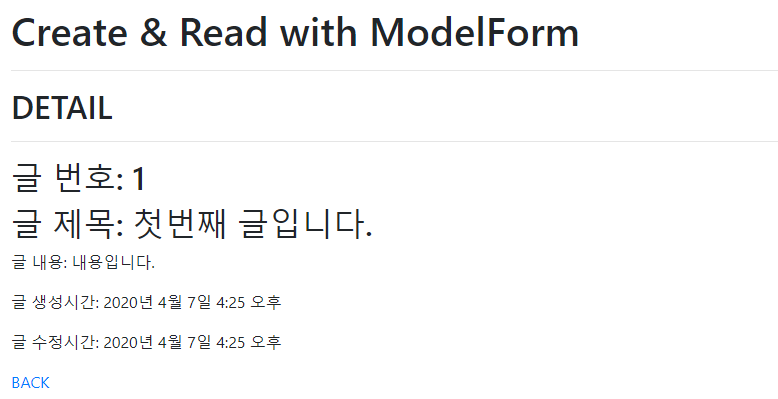 Create & Read with ModelForm
DETAIL
글 번호: 1
글 제목: 첫번째 글입니다.
글 내용: 내용입니다.
글 생성시간: 2020년 4월 7일 4:25 오후
글 수정시간: 2020년 4월 7일 4:25 오후
BACK